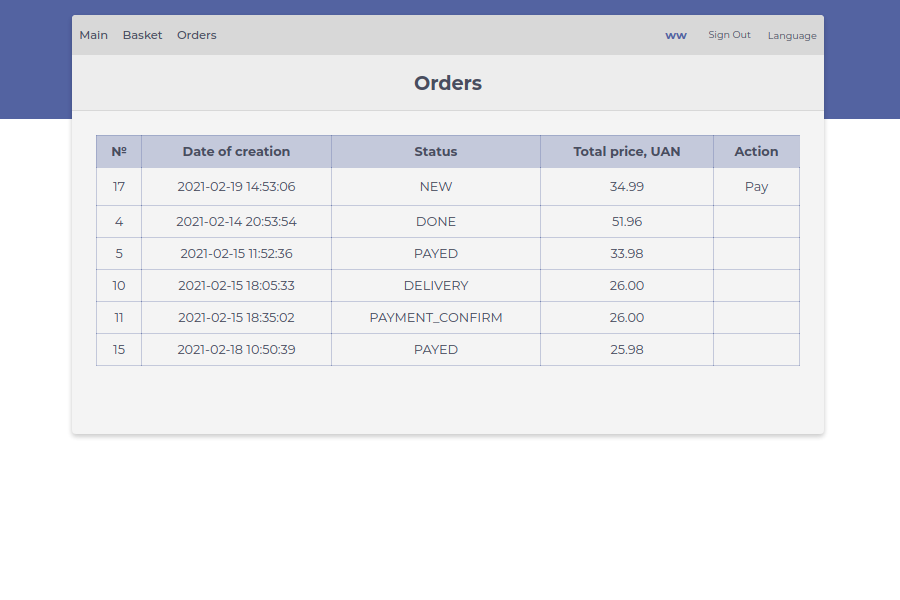 Main Basket Orders ww Sign Out Language
Orders
Nº Date of creation Status Total price, UAN Action
17 2021-02-19 14:53:06 NEW 34.99 Pay
4 2021-02-14 20:53:54 DONE 51.96
5 2021-02-15 11:52:36 PAYED 33.98
10 2021-02-15 18:05:33 DELIVERY 26.00
11 2021-02-15 18:35:02 PAYMENT_CONFIRM 26.00
15 2021-02-18 10:50:39 PAYED 25.98